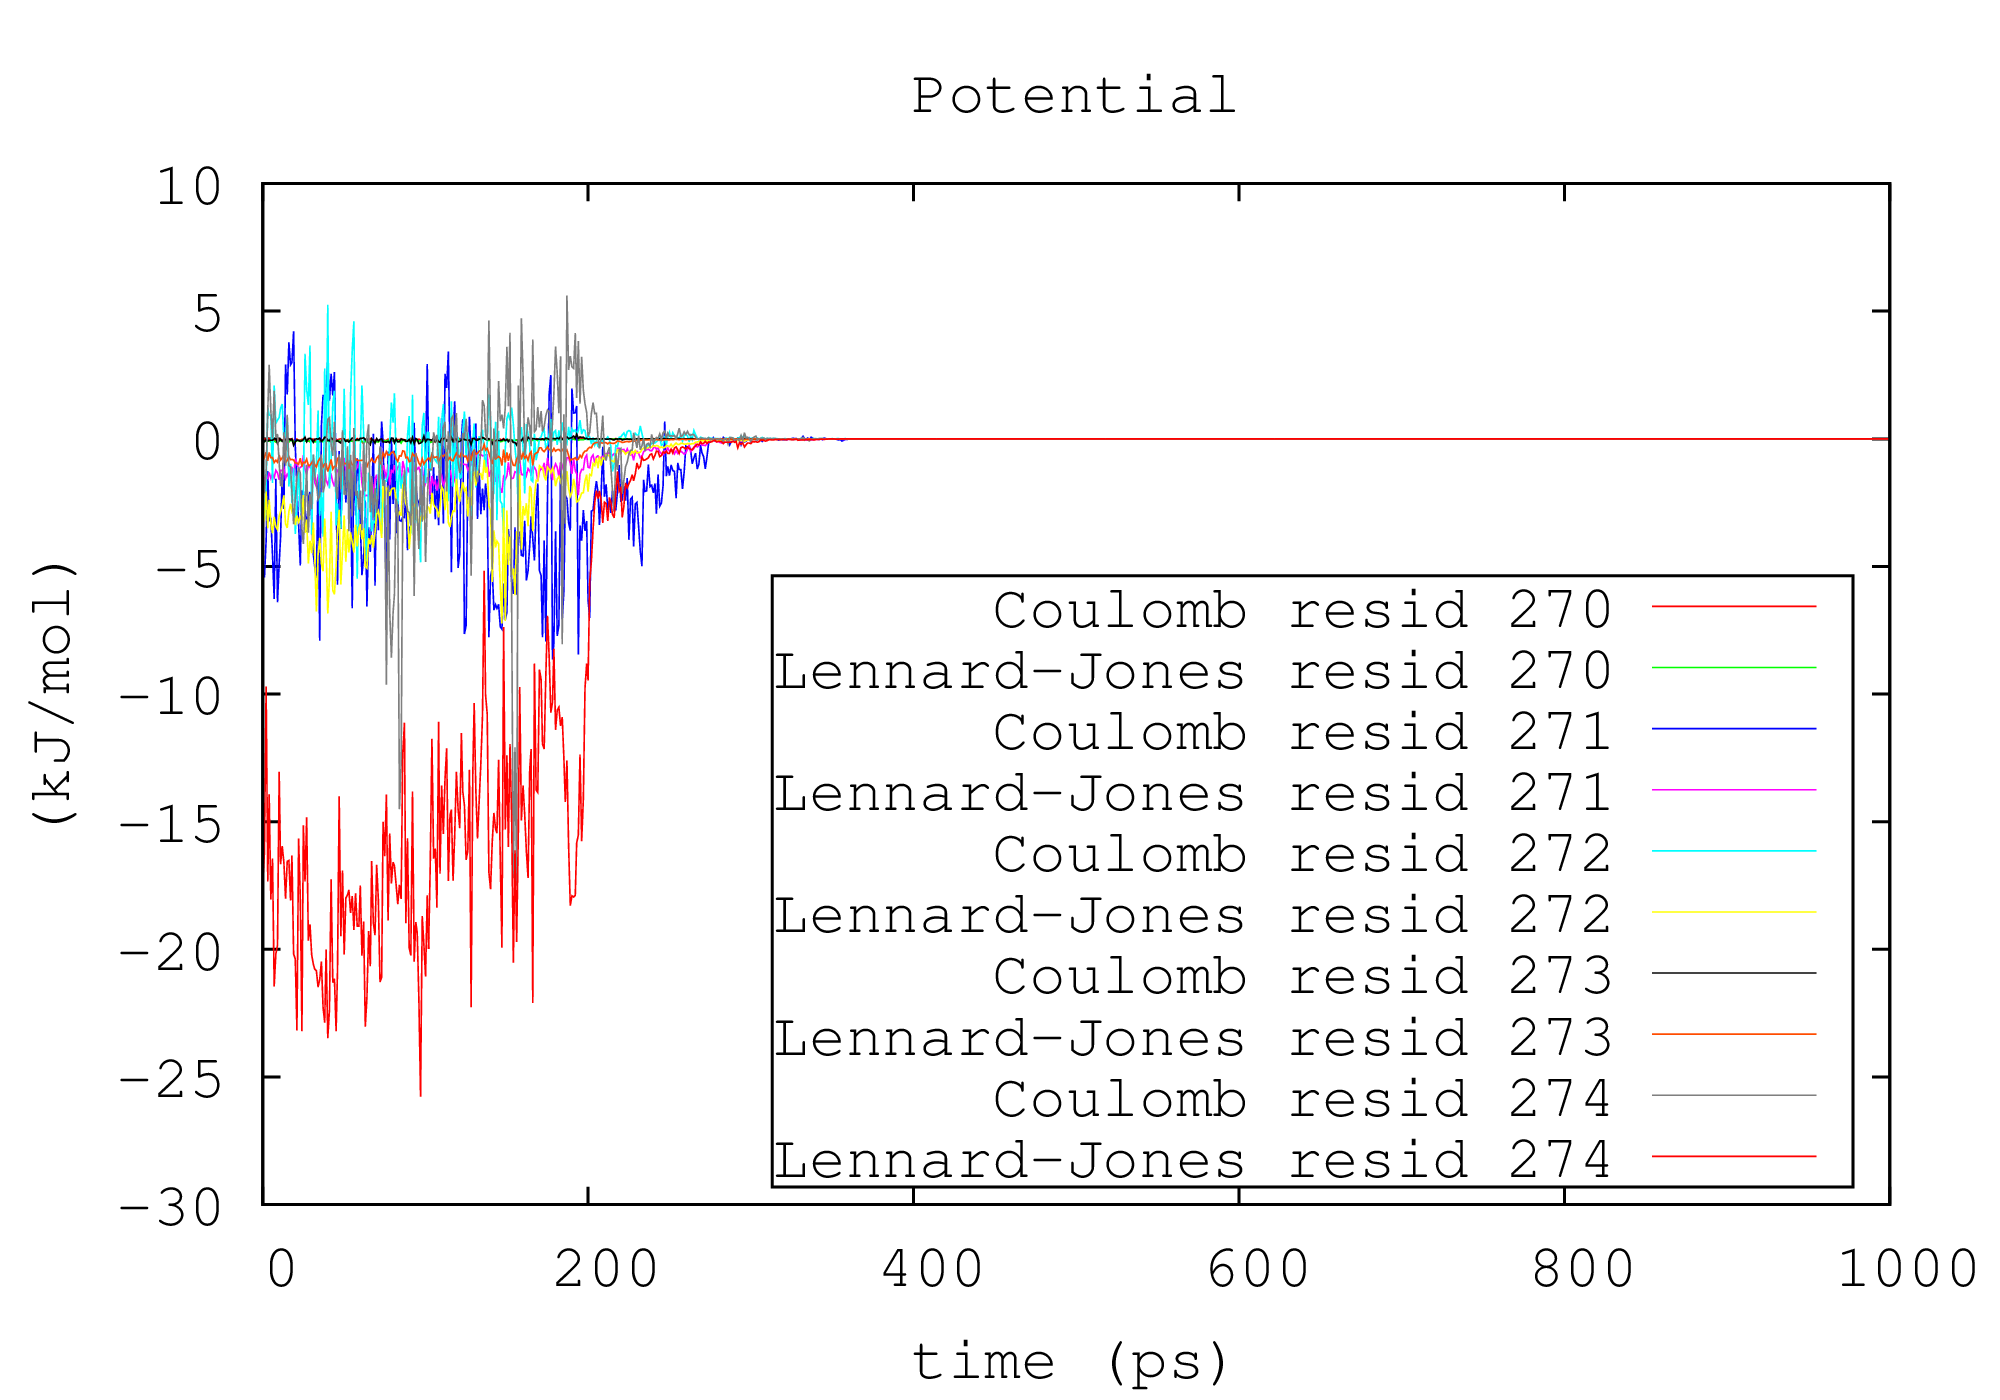 Potential
10
5
0
-5
-10
-15
-20
-25
-30
(kJ/mol)
Coulomb resid 270
Lennard-Jones resid 270
Coulomb resid 271
Lennard-Jones resid 271
Coulomb resid 272
Lennard-Jones resid 272
Coulomb resid 273
Lennard-Jones resid 273
Coulomb resid 274
Lennard-Jones resid 274
0 200 400 600 800 1000
time (ps)